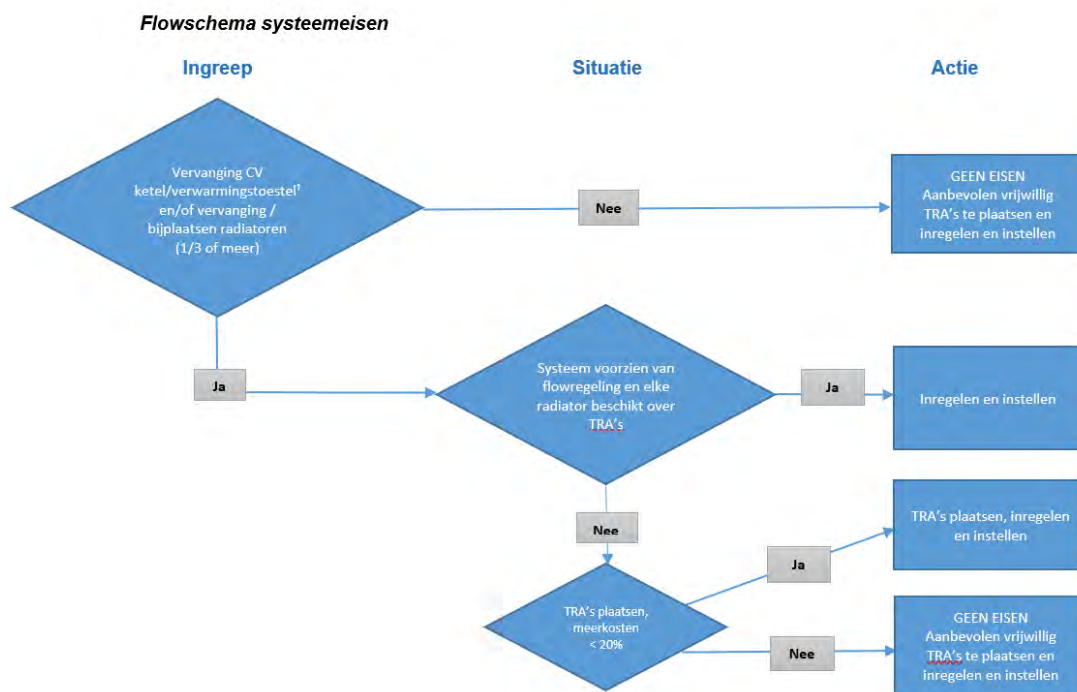 Flowschema systeemeisen
Ingreep
Situatie
Actie
Vervanging CV
ketel/verwarmingstoestel¹
en/of vervanging /
bijplaatsen radiatoren
(1/3 of meer)
Nee
GEEN EISEN
Aanbevolen vrijwillig
TRA's te plaatsen en
inregelen en instellen
Ja
Systeem voorzien van
flowregeling en elke
radiator beschikt over
TRA's
Ja
Inregelen en instellen
Nee
TRA's plaatsen,
meerkosten
< 20%
Ja
TRA's plaatsen, inregelen
en instellen
Nee
GEEN EISEN
Aanbevolen vrijwillig
TRA's te plaatsen en
inregelen en instellen